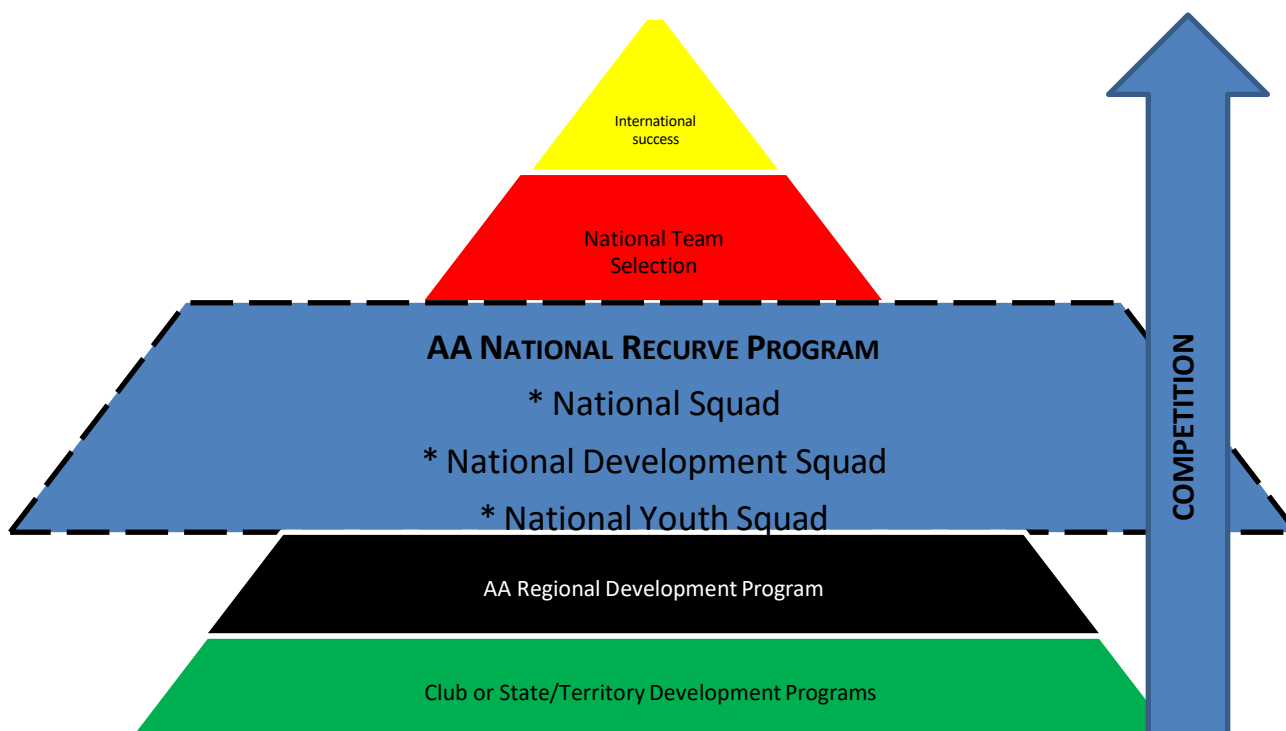 International
success
National Team
Selection
AA NATIONAL RECURVE PROGRAM
* National Squad
* National Development Squad
* National Youth Squad
AA Regional Development Program
Club or State/Territory Development Programs
COMPETITION